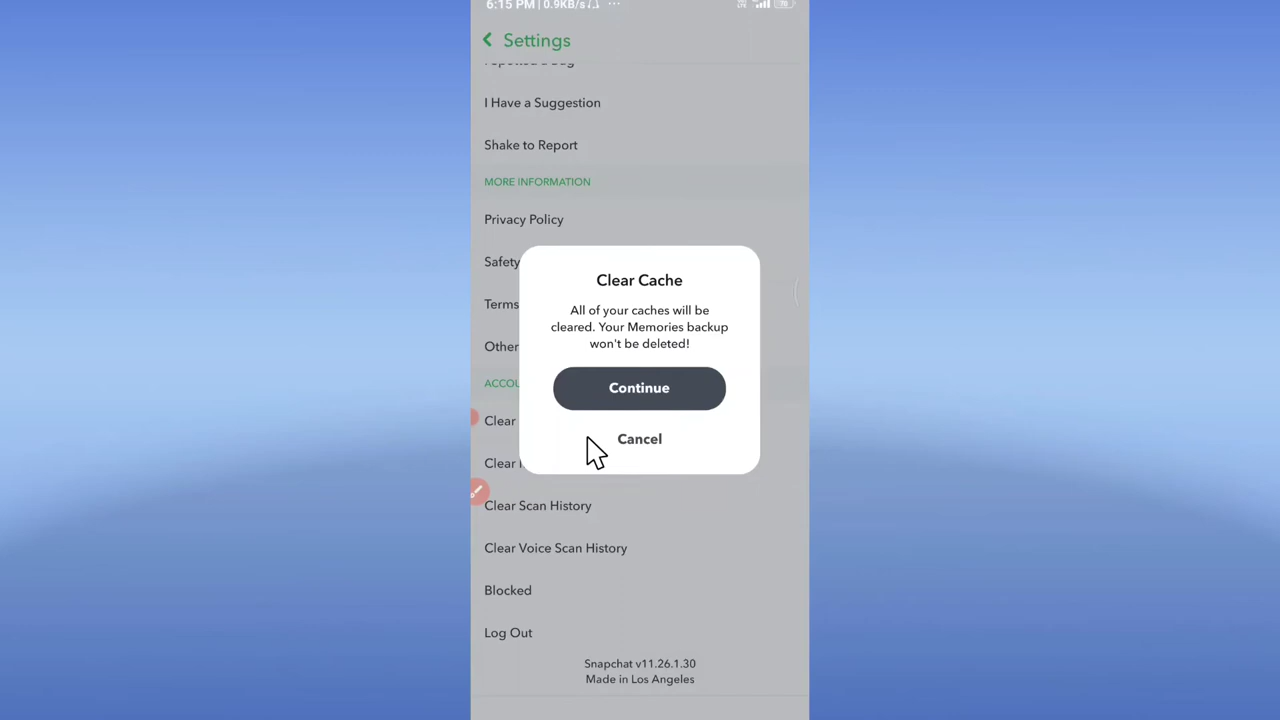 6:15 PM | 0.9KB/s
Settings
I Have a Suggestion
Shake to Report
MORE INFORMATION
Privacy Policy
Safety
Terms
Other
Clear Cache
All of your caches will be
cleared. Your Memories backup
won't be deleted!
Continue
Cancel
ACCOU
Clear
Clear
Clear Scan History
Clear Voice Scan History
Blocked
Log Out
Snapchat v11.26.1.30
Made in Los Angeles